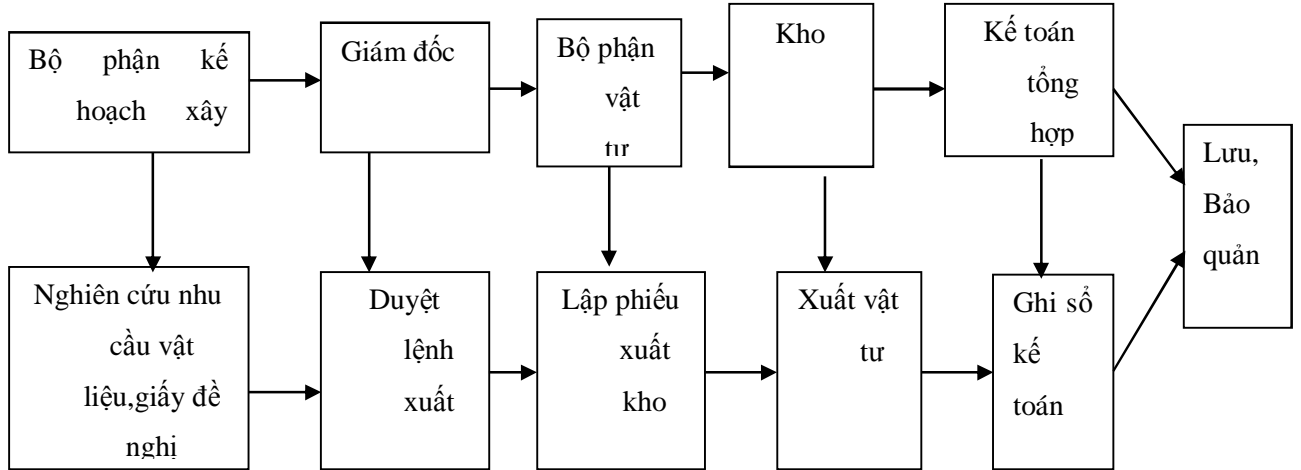 Bộ phận kế
hoạch xây
Giám đốc
Bộ phận
vật
tư
Kho
Kế toán
tổng
hợp
Lưu,
Bảo
quản
Nghiên cứu nhu
cầu vật
liệu,giấy đề
nghị
Duyệt
lệnh
xuất
Lập phiếu
xuất
kho
Xuất vật
tư
Ghi sổ
kế
toán